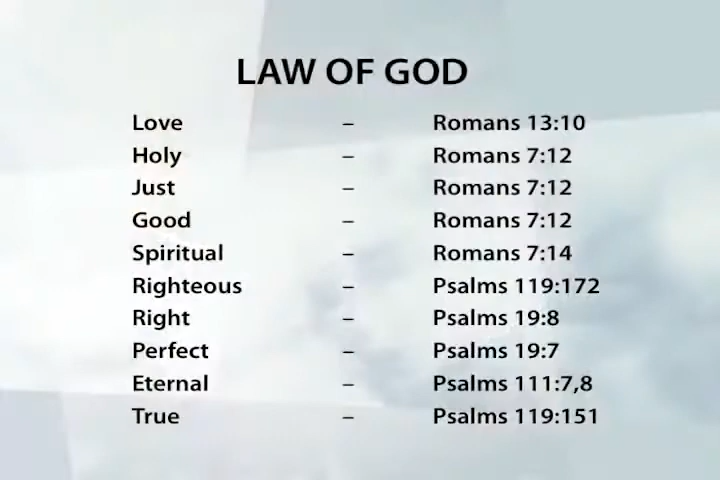 LAW OF GOD
Love – Romans 13:10
Holy – Romans 7:12
Just – Romans 7:12
Good – Romans 7:12
Spiritual – Romans 7:14
Righteous – Psalms 119:172
Right – Psalms 19:8
Perfect – Psalms 19:7
Eternal – Psalms 111:7,8
True – Psalms 119:151